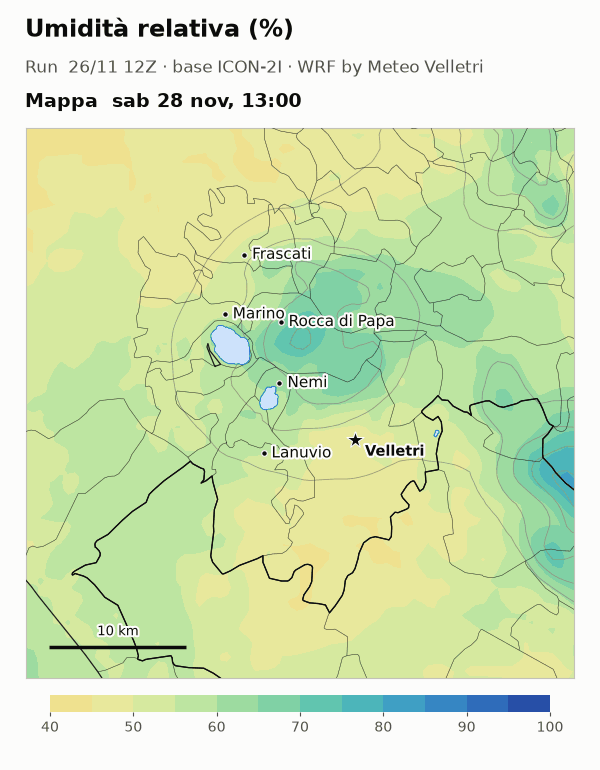 Umidità relativa (%)
Run  26/11 12Z · base ICON-2I · WRF by Meteo Velletri
Mappa  sab 28 nov, 13:00
Frascati
Marino
Rocca di Papa
Nemi
Velletri
Lanuvio
10 km
40 50 60 70 80 90 100